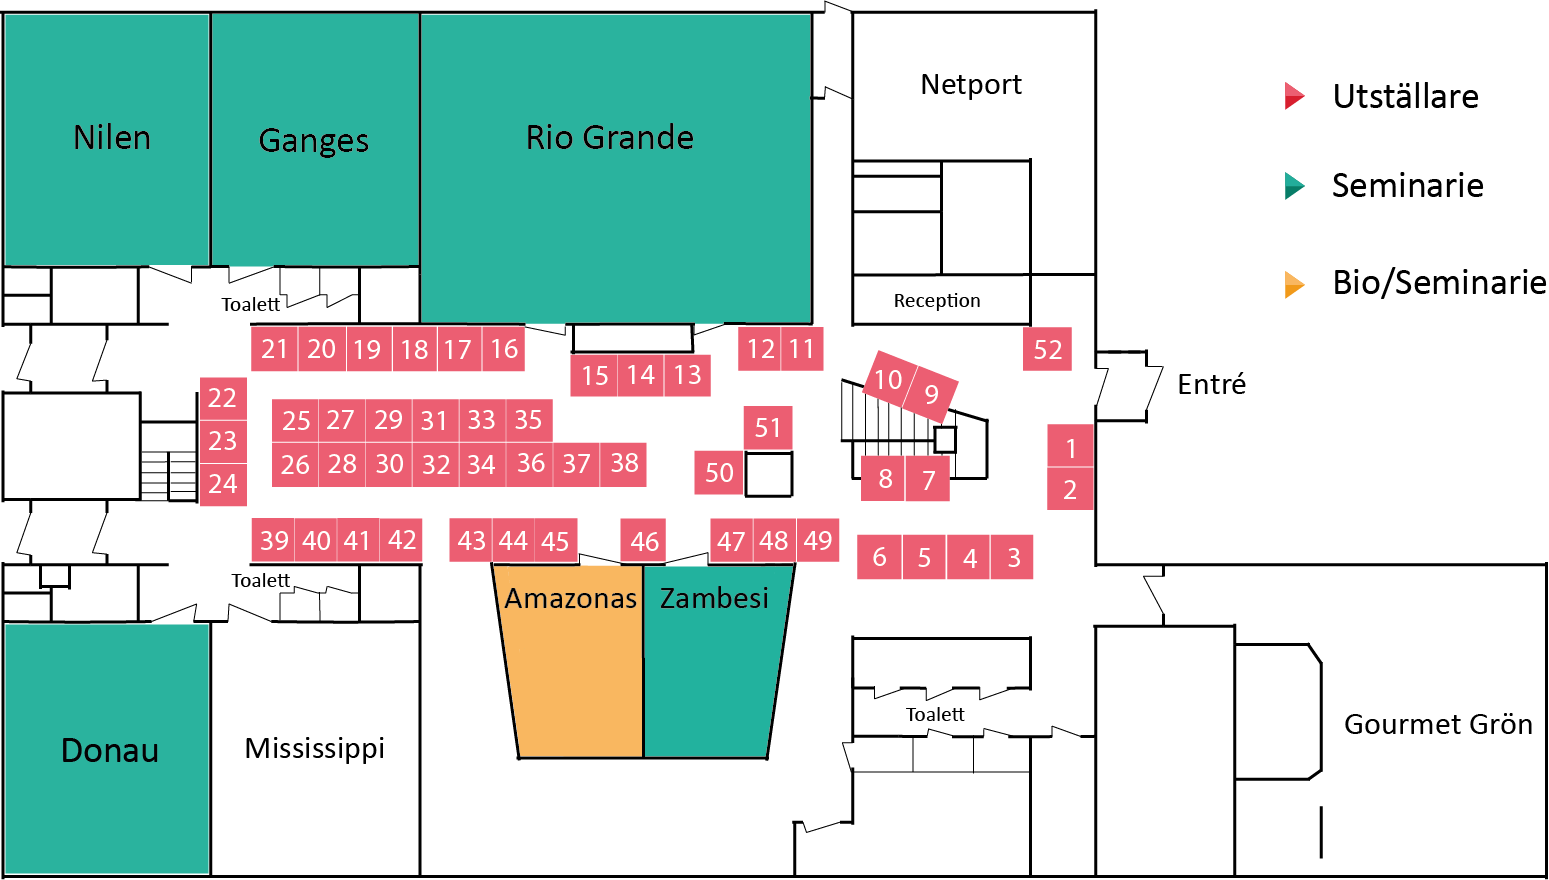 Nilen
Ganges
Rio Grande
Netport
Utställare
Seminarie
Bio/Seminarie
Toalett
Reception
21 20 19 18 17 16
12 11
52
15 14 13
10 9
Entré
22
23
24
25 27 29 31 33 35
26 28 30 32 34 36 37 38
51
50
8 7
1
2
39 40 41 42
43 44 45
46
47 48 49
6 5 4 3
Toalett
Amazonas
Zambesi
Donau
Mississippi
Toalett
Gourmet Grön